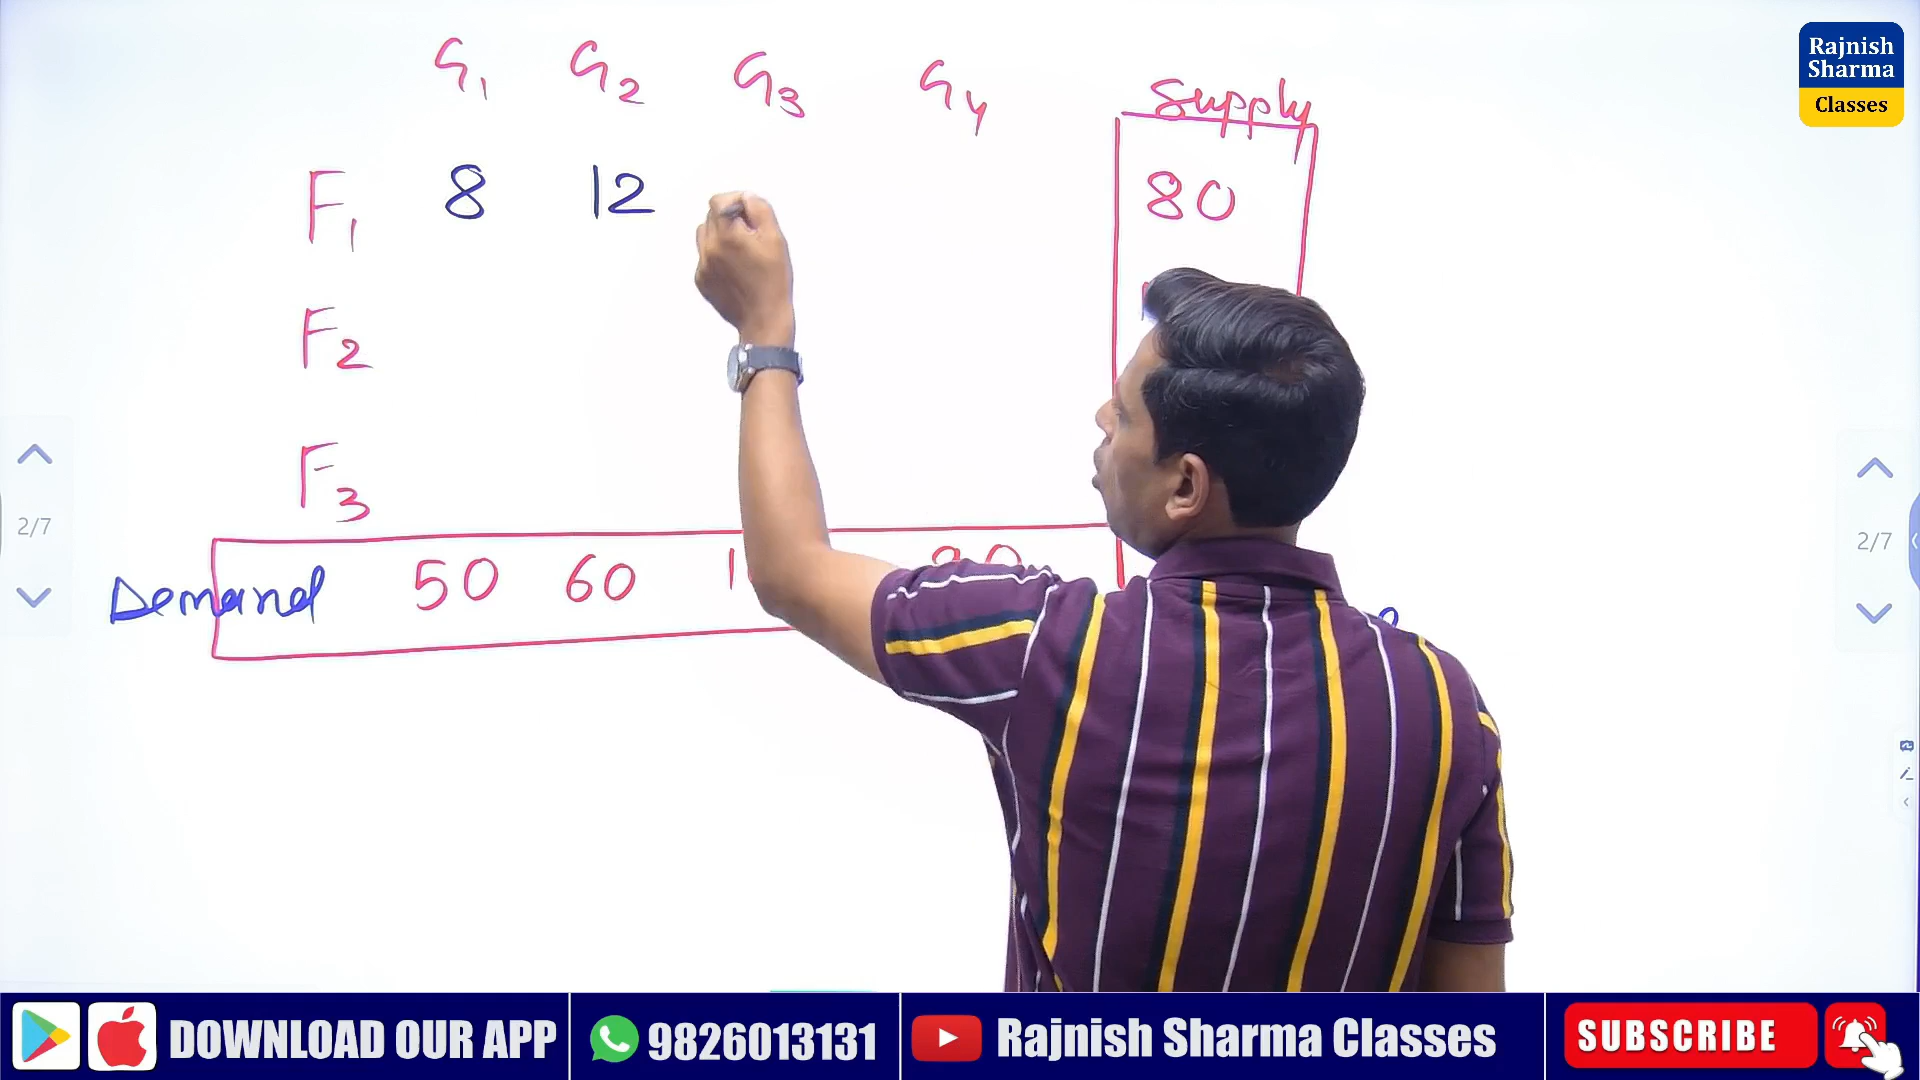 G1 G2 G3 G4 Supply
F1 8 12 80
F2
F3
Demand 50 60
Rajnish
Sharma
Classes
2/7
2/7
DOWNLOAD OUR APP
9826013131
Rajnish Sharma Classes
SUBSCRIBE